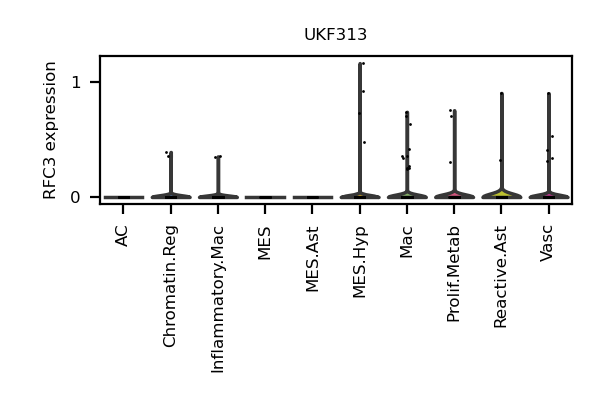 UKF313
RFC3 expression
1
0
AC
Chromatin.Reg
Inflammatory.Mac
MES
MES.Ast
MES.Hyp
Mac
Prolif.Metab
Reactive.Ast
Vasc